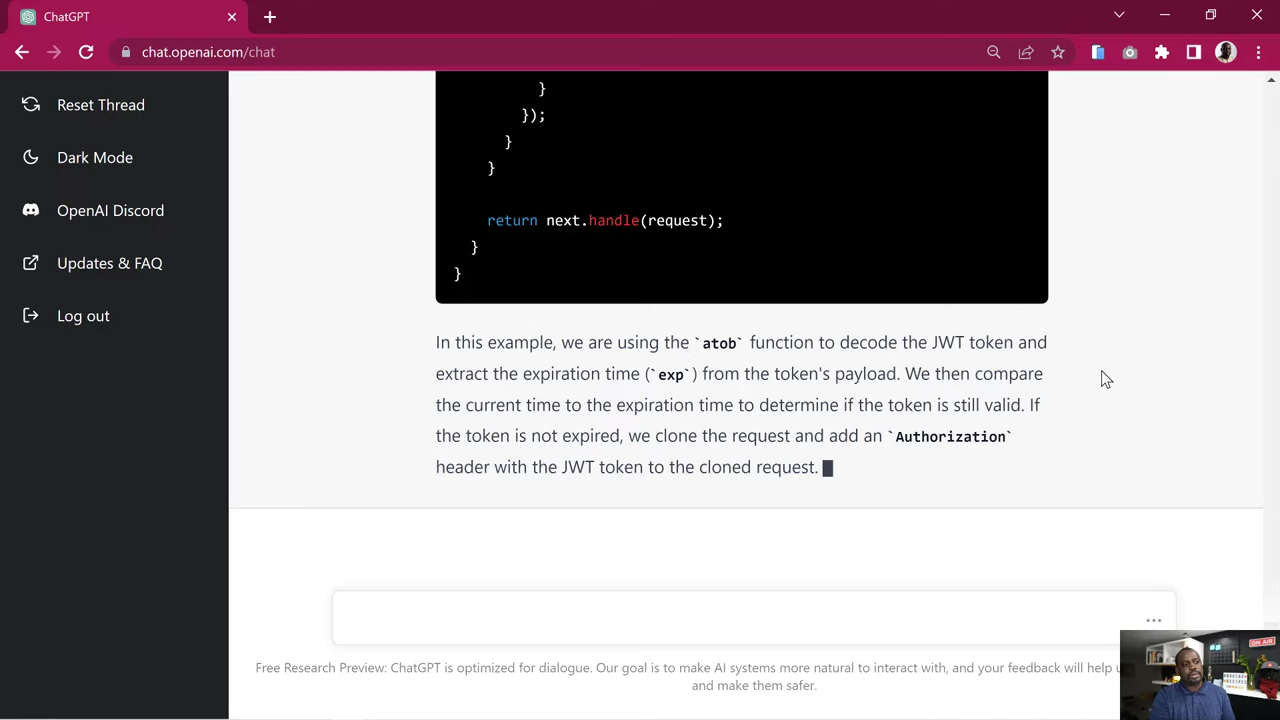 ChatGPT
chat.openai.com/chat
Reset Thread
Dark Mode
OpenAI Discord
Updates & FAQ
Log out
}
});
}
}
return next.handle(request);
}
}
In this example, we are using the `atob` function to decode the JWT token and
extract the expiration time (`exp`) from the token's payload. We then compare
the current time to the expiration time to determine if the token is still valid. If
the token is not expired, we clone the request and add an `Authorization`
header with the JWT token to the cloned request.
Free Research Preview: ChatGPT is optimized for dialogue. Our goal is to make AI systems more natural to interact with, and your feedback will help
and make them safer.
ON AIR